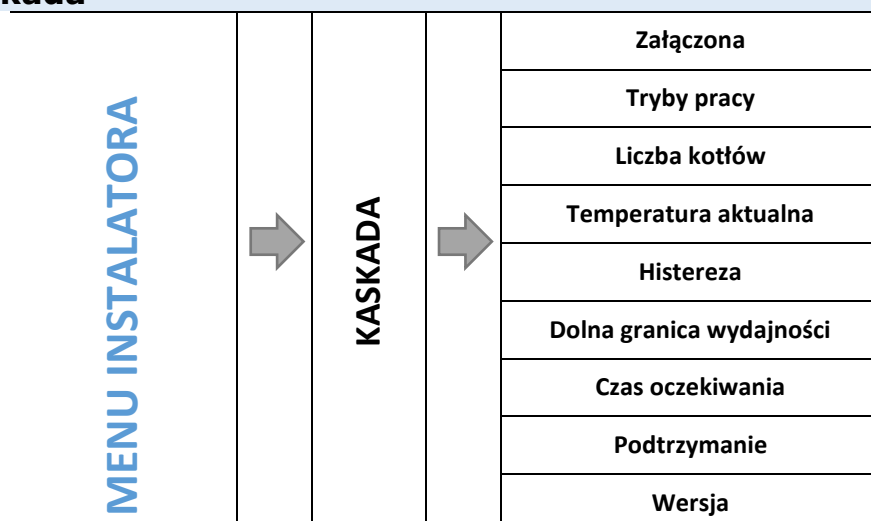 MENU INSTALATORA
KASKADA
Załączona
Tryby pracy
Liczba kotłów
Temperatura aktualna
Histereza
Dolna granica wydajności
Czas oczekiwania
Podtrzymanie
Wersja